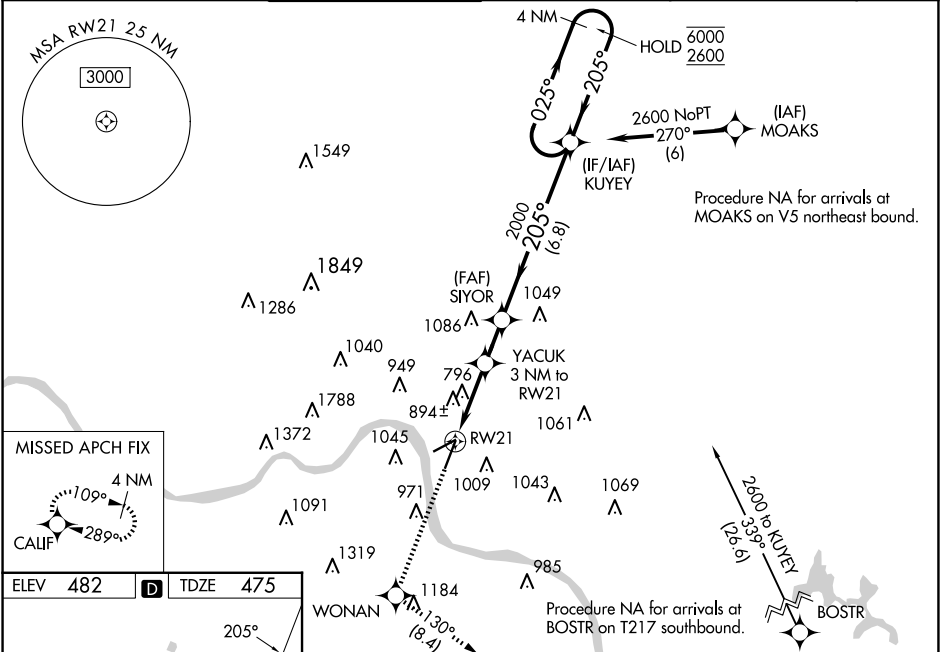 MSA RW21 25 NM
3000
4 NM
HOLD 6000
2600
025°
205°
2600 NoPT
270°
(6)
(IAF)
MOAKS
(IF/IAF)
KUYEY
Procedure NA for arrivals at
MOAKS on V5 northeast bound.
1549
2000
205°
(6.8)
1849
1286
(FAF)
SIYOR
1049
1086
1040
949
796
YACUK
3 NM to
RW21
894±
1788
1061
1372
1045
RW21
1009
1043
1069
MISSED APCH FIX
4 NM
109°
289°
CALIF
1091
971
2600 to KUYEY
339°
(26.6)
1319
985
ELEV 482 D TDZE 475
WONAN
1184
130°
(8.4)
Procedure NA for arrivals at
BOSTR on T217 southbound.
BOSTR
205°